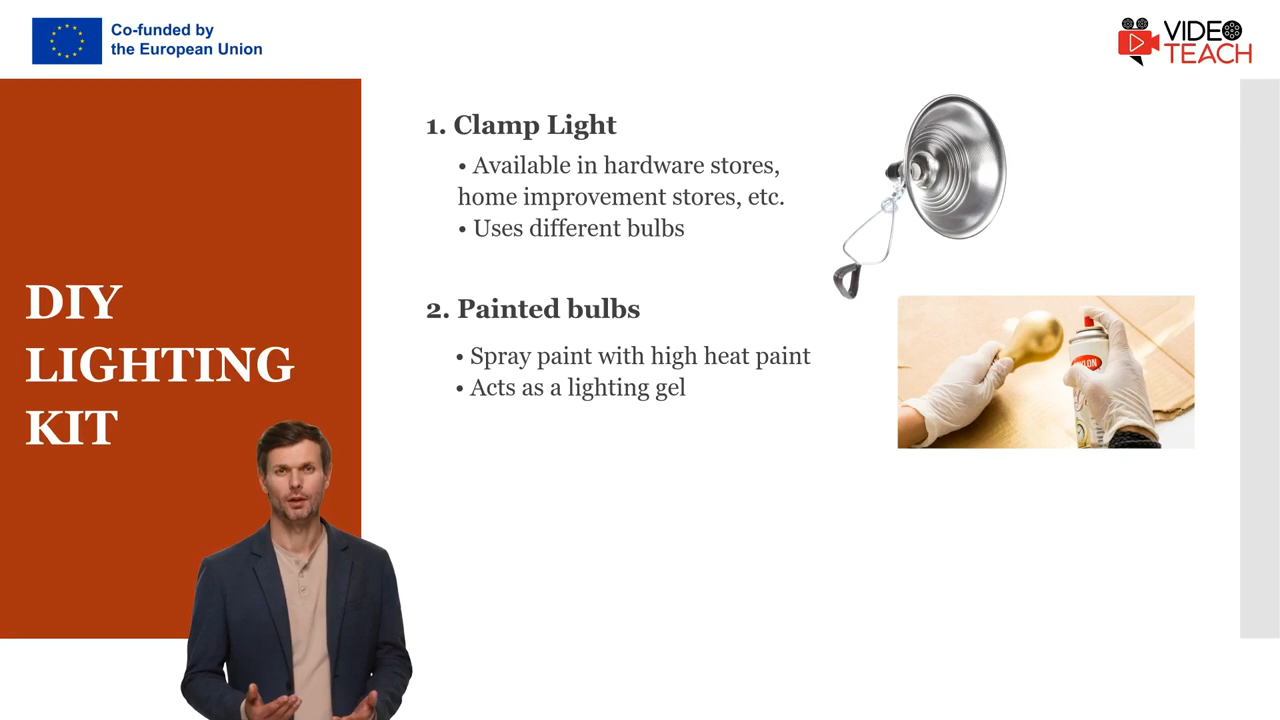 Co-funded by
the European Union
VIDEO
TEACH
DIY
LIGHTING
KIT
1. Clamp Light
• Available in hardware stores,
home improvement stores, etc.
• Uses different bulbs
2. Painted bulbs
• Spray paint with high heat paint
• Acts as a lighting gel